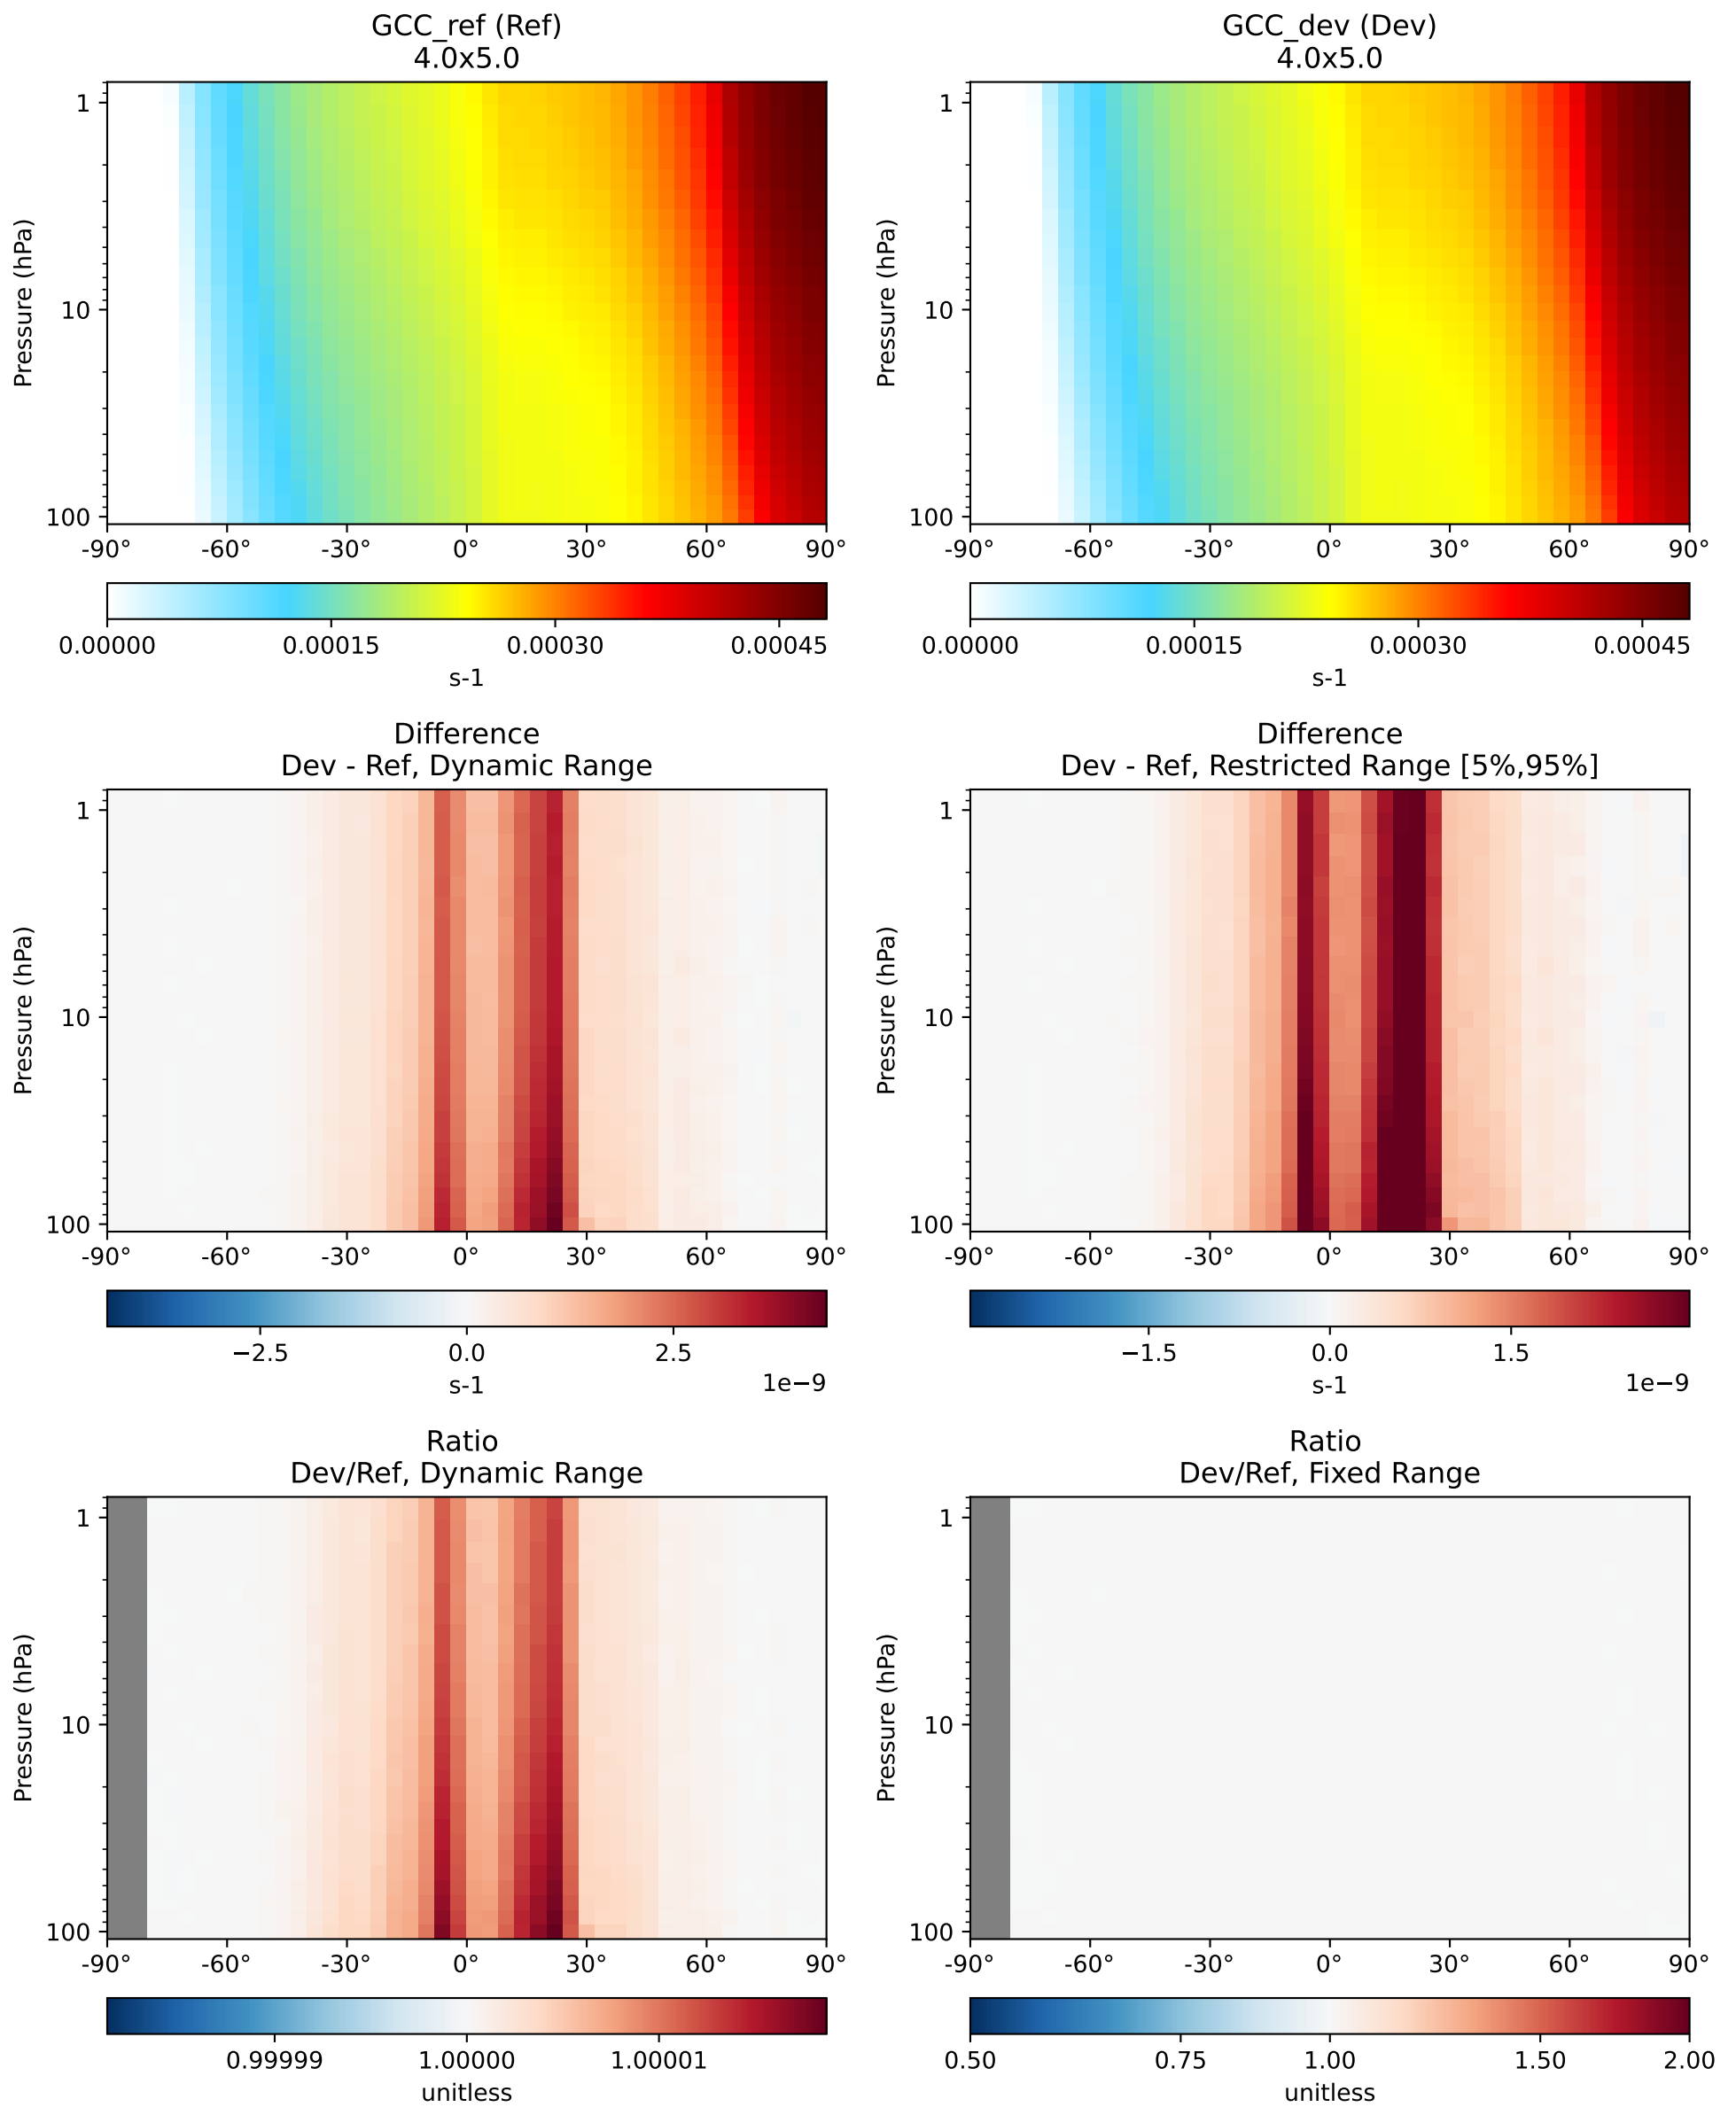 GCC_ref (Ref)
4.0x5.0
GCC_dev (Dev)
4.0x5.0
Pressure (hPa)
1
10
100
-90° -60° -30° 0° 30° 60° 90°
Pressure (hPa)
1
10
100
-90° -60° -30° 0° 30° 60° 90°
0.00000 0.00015 0.00030 0.00045
s-1
0.00000 0.00015 0.00030 0.00045
s-1
Difference
Dev - Ref, Dynamic Range
Difference
Dev - Ref, Restricted Range [5%,95%]
Pressure (hPa)
1
10
100
-90° -60° -30° 0° 30° 60° 90°
Pressure (hPa)
1
10
100
-90° -60° -30° 0° 30° 60° 90°
−2.5 0.0 2.5
s-1
1e−9
−1.5 0.0 1.5
s-1
1e−9
Ratio
Dev/Ref, Dynamic Range
Ratio
Dev/Ref, Fixed Range
Pressure (hPa)
1
10
100
-90° -60° -30° 0° 30° 60° 90°
Pressure (hPa)
1
10
100
-90° -60° -30° 0° 30° 60° 90°
0.99999 1.00000 1.00001
unitless
0.50 0.75 1.00 1.50 2.00
unitless